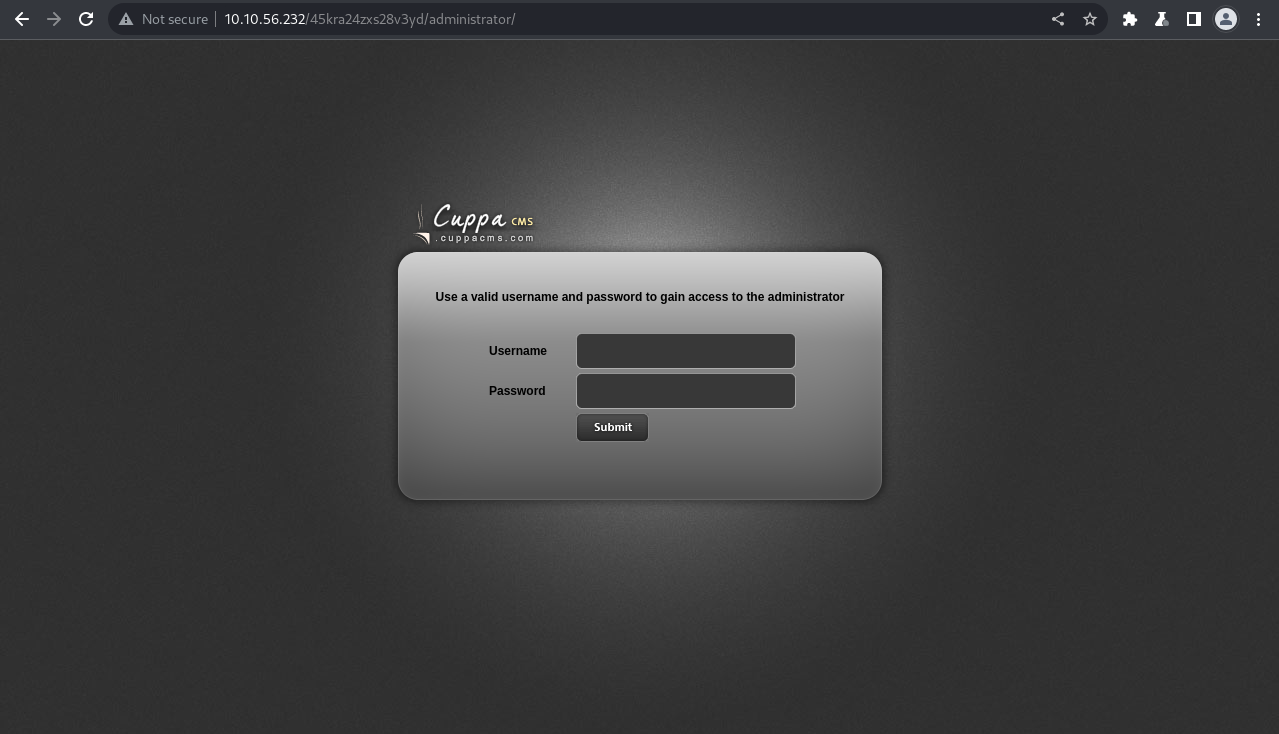 Not secure 10.10.56.232/45kra24zxs28v3yd/administrator/
Cuppa CMS
.cuppacms.com
Use a valid username and password to gain access to the administrator
Username
Password
Submit